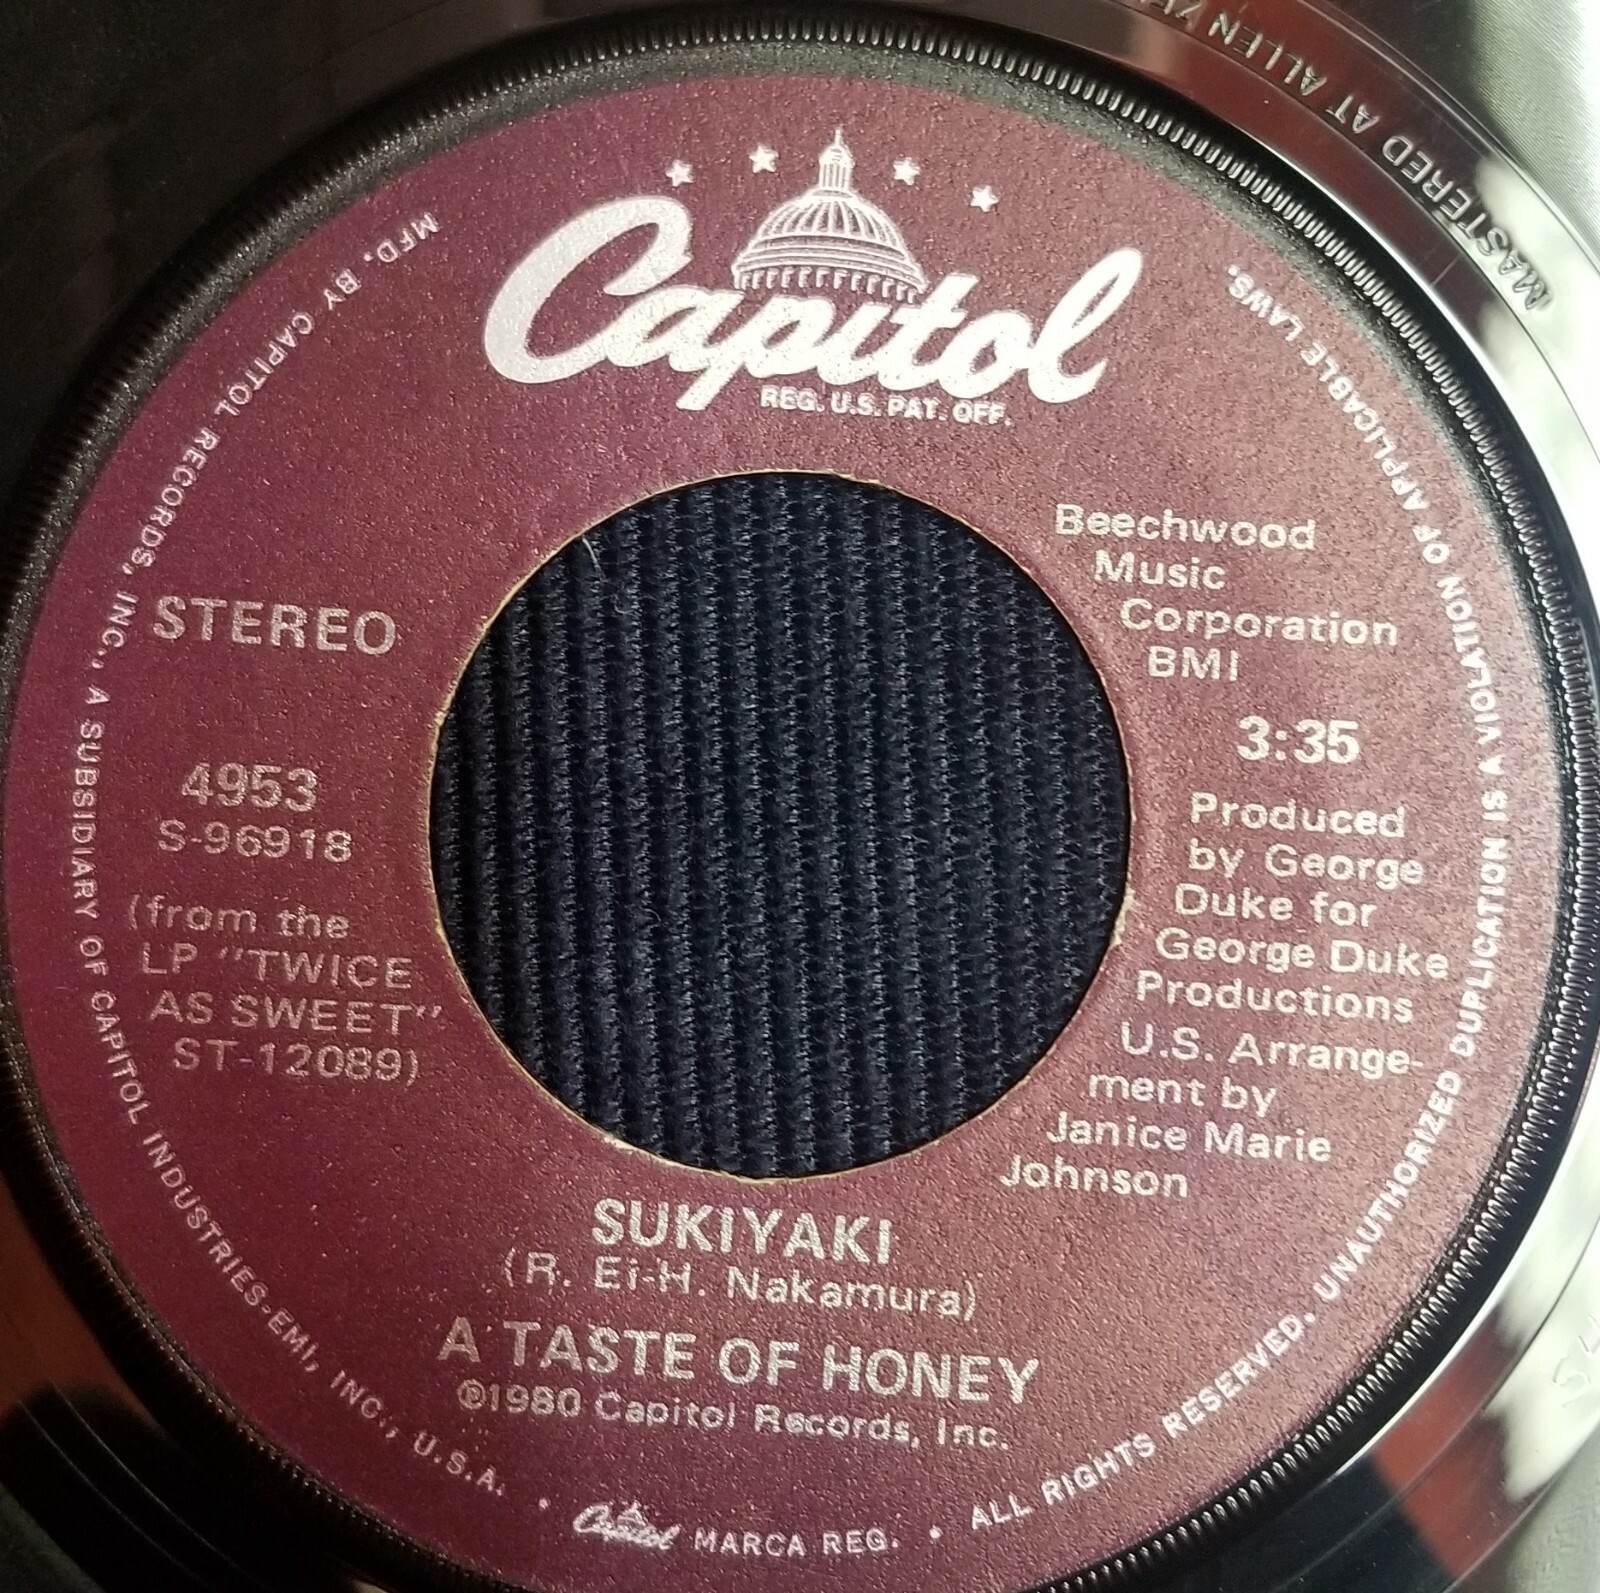 MASTERED AT ALLEN
Capitol
REG. U.S. PAT. OFF.
MFD. BY CAPITOL RECORDS, INC., A SUBSIDIARY OF CAPITOL INDUSTRIES-EMI, INC., U.S.A. • Capitol MARCA REG. • ALL RIGHTS RESERVED. UNAUTHORIZED DUPLICATION IS A VIOLATION OF APPLICABLE LAWS.
STEREO
4953
S-96918
(from the
LP "TWICE
AS SWEET"
ST-12089)
Beechwood
Music
Corporation
BMI
3:35
Produced
by George
Duke for
George Duke
Productions
U.S. Arrange-
ment by
Janice Marie
Johnson
SUKIYAKI
(R. Ei-H. Nakamura)
A TASTE OF HONEY
℗1980 Capitol Records, Inc.